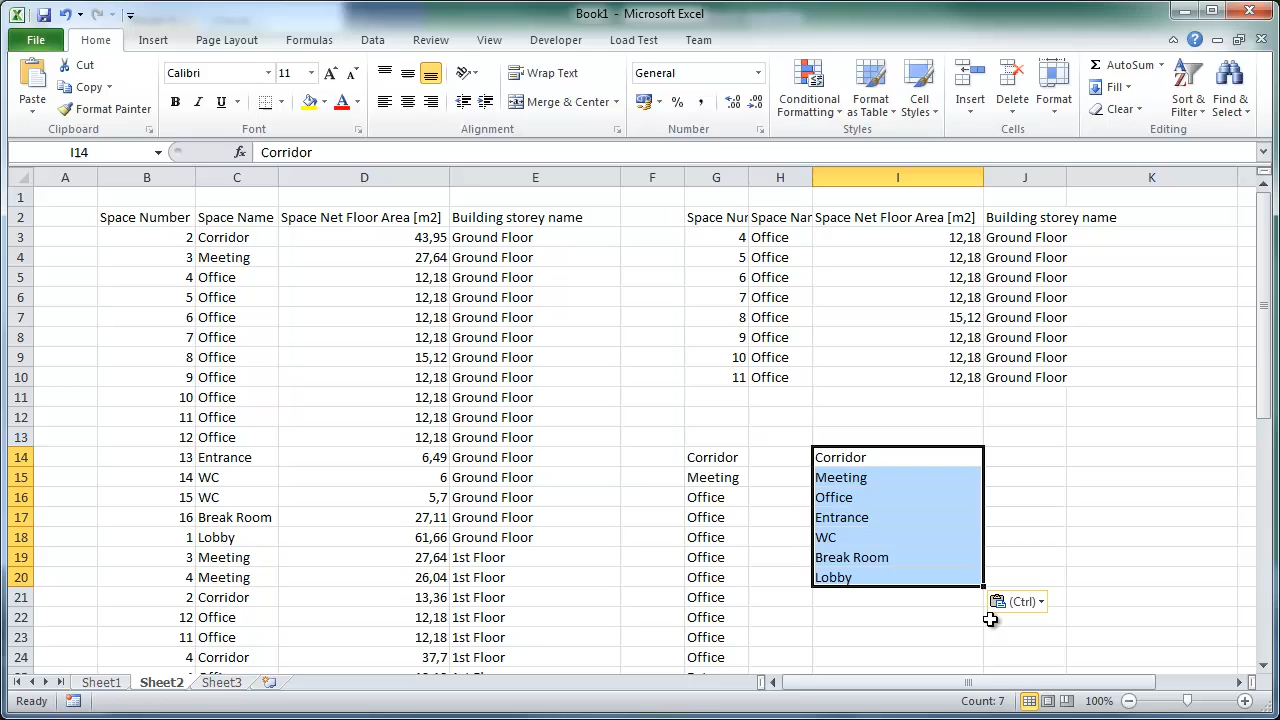 Book1 - Microsoft Excel
File Home Insert Page Layout Formulas Data Review View Developer Load Test Team
Paste
Cut
Copy
Format Painter
Clipboard
Calibri 11
B I U
Font
Wrap Text
Merge & Center
Alignment
General
Number
Conditional Formatting
Format as Table
Cell Styles
Styles
Insert
Delete
Format
Cells
AutoSum
Fill
Clear
Sort & Filter
Find & Select
Editing
I14 fx Corridor
A B C D E F G H I J K
1
2 Space Number Space Name Space Net Floor Area [m2] Building storey name Space Nur Space Nar Space Net Floor Area [m2] Building storey name
3 2 Corridor 43,95 Ground Floor 4 Office 12,18 Ground Floor
4 3 Meeting 27,64 Ground Floor 5 Office 12,18 Ground Floor
5 4 Office 12,18 Ground Floor 6 Office 12,18 Ground Floor
6 5 Office 12,18 Ground Floor 7 Office 12,18 Ground Floor
7 6 Office 12,18 Ground Floor 8 Office 15,12 Ground Floor
8 7 Office 12,18 Ground Floor 9 Office 12,18 Ground Floor
9 8 Office 15,12 Ground Floor 10 Office 12,18 Ground Floor
10 9 Office 12,18 Ground Floor 11 Office 12,18 Ground Floor
11 10 Office 12,18 Ground Floor
12 11 Office 12,18 Ground Floor
13 12 Office 12,18 Ground Floor
14 13 Entrance 6,49 Ground Floor Corridor Corridor
15 14 WC 6 Ground Floor Meeting Meeting
16 15 WC 5,7 Ground Floor Office Office
17 16 Break Room 27,11 Ground Floor Office Entrance
18 1 Lobby 61,66 Ground Floor Office WC
19 3 Meeting 27,64 1st Floor Office Break Room
20 4 Meeting 26,04 1st Floor Office Lobby
21 2 Corridor 13,36 1st Floor Office (Ctrl)
22 12 Office 12,18 1st Floor Office
23 11 Office 12,18 1st Floor Office
24 4 Corridor 37,7 1st Floor Office
Sheet1 Sheet2 Sheet3
Ready Count: 7 100%